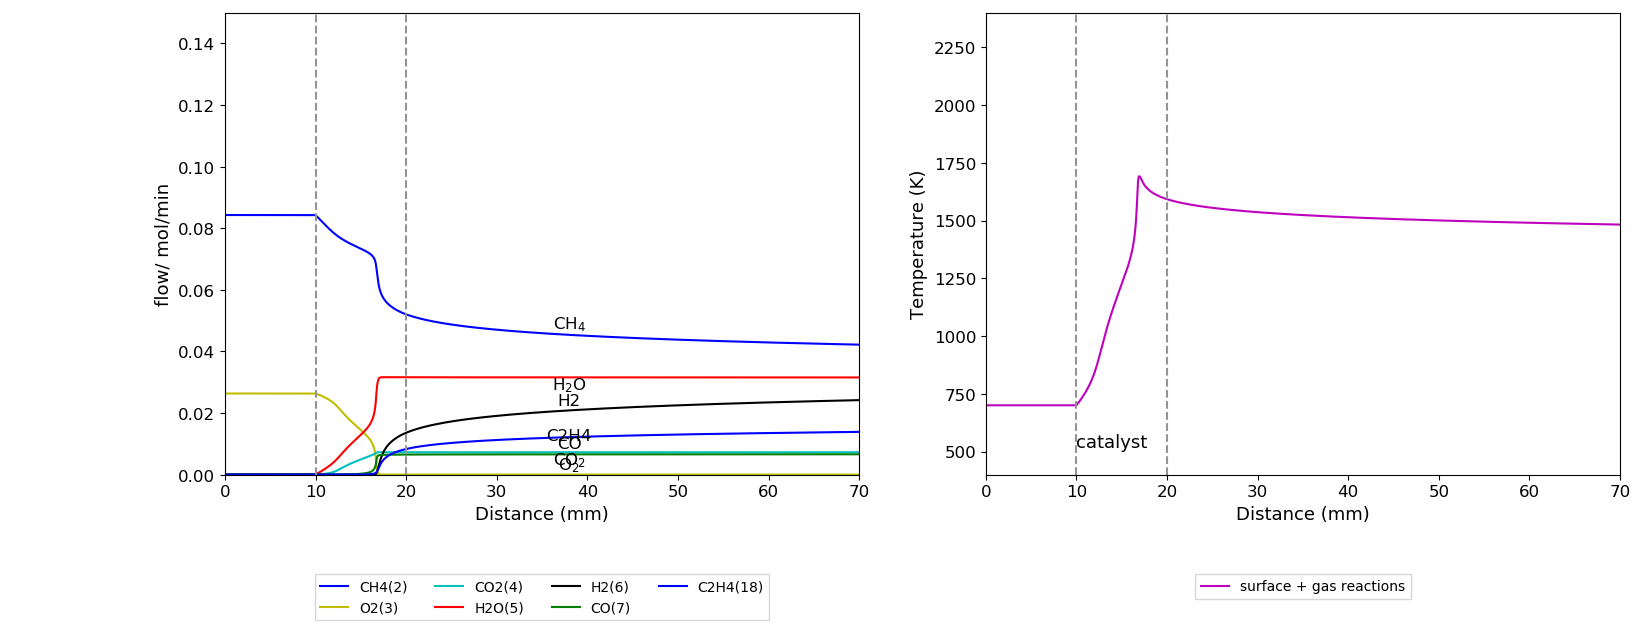 0.14
0.12
0.10
0.08
0.06
0.04
0.02
0.00
flow/ mol/min
CH4
H2O
H2
C2H4
CO
CO2
O2
0 10 20 30 40 50 60 70
Distance (mm)
CH4(2) CO2(4) H2(6) C2H4(18)
O2(3) H2O(5) CO(7)
2250
2000
1750
1500
1250
1000
750
500
Temperature (K)
catalyst
0 10 20 30 40 50 60 70
Distance (mm)
surface + gas reactions